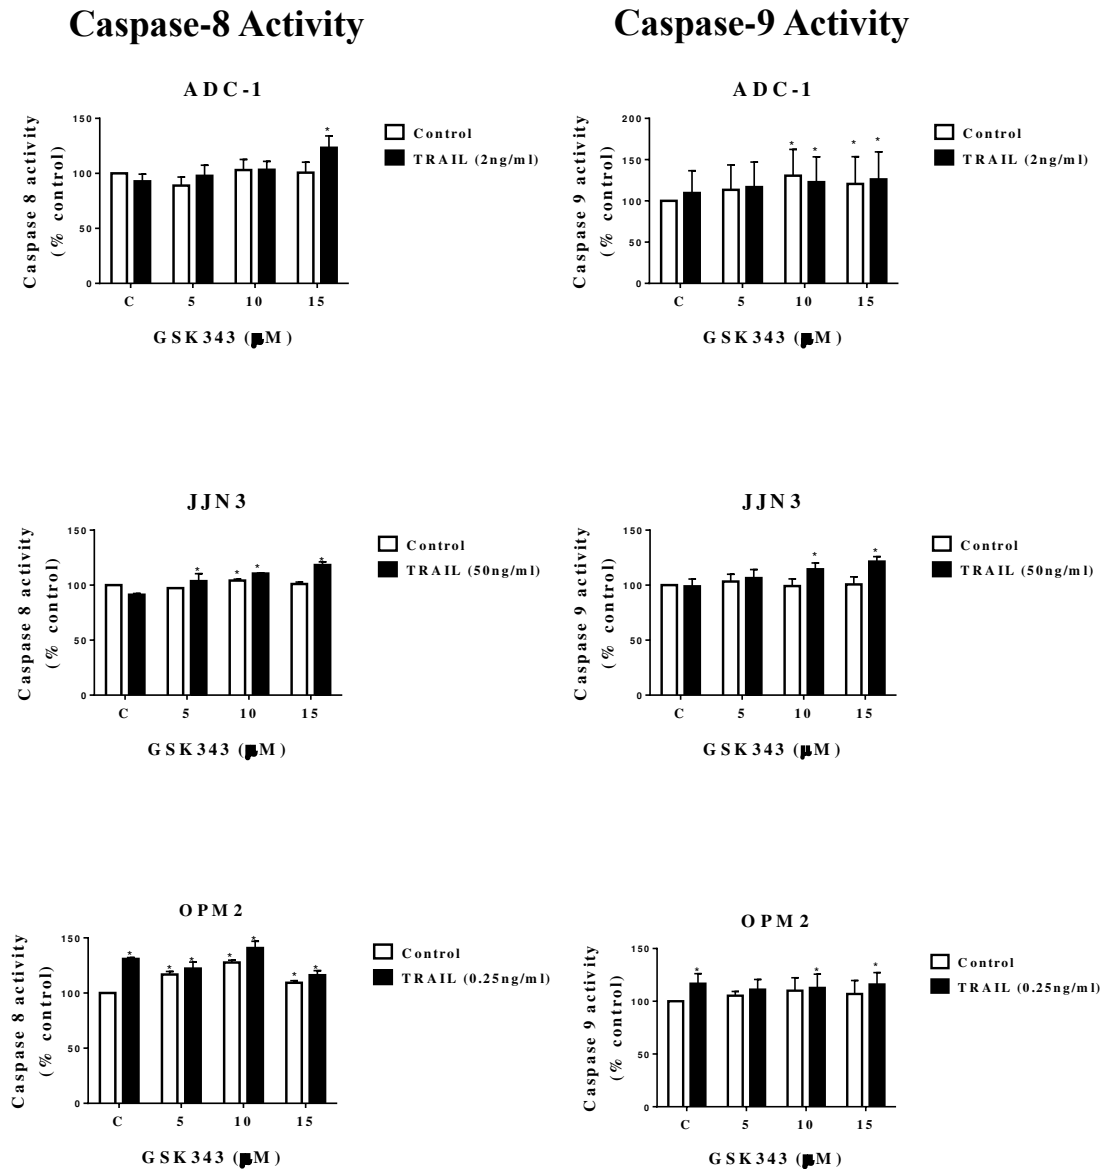 Caspase-8 Activity
Caspase-9 Activity
ADC-1
Caspase 8 activity
(% control)
150
100
50
0
* 
C 5 10 15
GSK343 (μM)
Control
TRAIL (2ng/ml)
ADC-1
Caspase 9 activity
(% control)
200
150
100
50
0
* * * *
C 5 10 15
GSK343 (μM)
Control
TRAIL (2ng/ml)
JJN3
Caspase 8 activity
(% control)
150
100
50
0
* * * *
C 5 10 15
GSK343 (μM)
Control
TRAIL (50ng/ml)
JJN3
Caspase 9 activity
(% control)
150
100
50
0
* *
C 5 10 15
GSK343 (μM)
Control
TRAIL (50ng/ml)
OPM2
Caspase 8 activity
(% control)
150
100
50
0
* * * * * * *
C 5 10 15
GSK343 (μM)
Control
TRAIL (0.25ng/ml)
OPM2
Caspase 9 activity
(% control)
150
100
50
0
* * *
C 5 10 15
GSK343 (μM)
Control
TRAIL (0.25ng/ml)